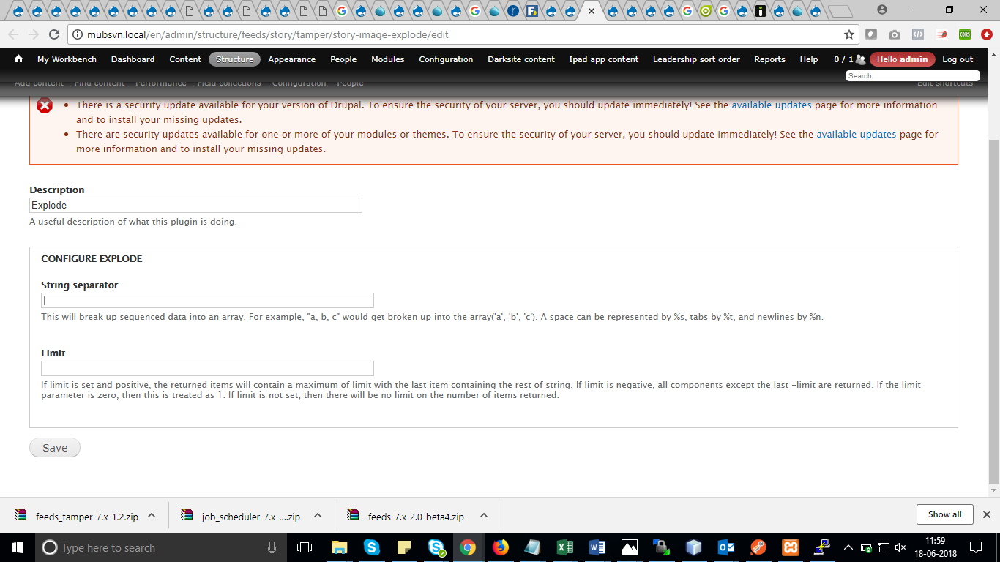 mubsvn.local/en/admin/structure/feeds/story/tamper/story-image-explode/edit
CORS
My Workbench Dashboard Content Structure Appearance People Modules Configuration Darksite content Ipad app content Leadership sort order Reports Help 0 / 1 Hello admin Log out
Search
Add content Find content Performance Field collections Configuration People Edit shortcuts
There is a security update available for your version of Drupal. To ensure the security of your server, you should update immediately! See the available updates page for more information
and to install your missing updates.
There are security updates available for one or more of your modules or themes. To ensure the security of your server, you should update immediately! See the available updates page for
more information and to install your missing updates.
Description
Explode
A useful description of what this plugin is doing.
CONFIGURE EXPLODE
String separator
|
This will break up sequenced data into an array. For example, "a, b, c" would get broken up into the array('a', 'b', 'c'). A space can be represented by %s, tabs by %t, and newlines by %n.
Limit
If limit is set and positive, the returned items will contain a maximum of limit with the last item containing the rest of string. If limit is negative, all components except the last -limit are returned. If the limit
parameter is zero, then this is treated as 1. If limit is not set, then there will be no limit on the number of items returned.
Save
feeds_tamper-7.x-1.2.zip job_scheduler-7.x-....zip feeds-7.x-2.0-beta4.zip Show all
Type here to search
11:59
18-06-2018